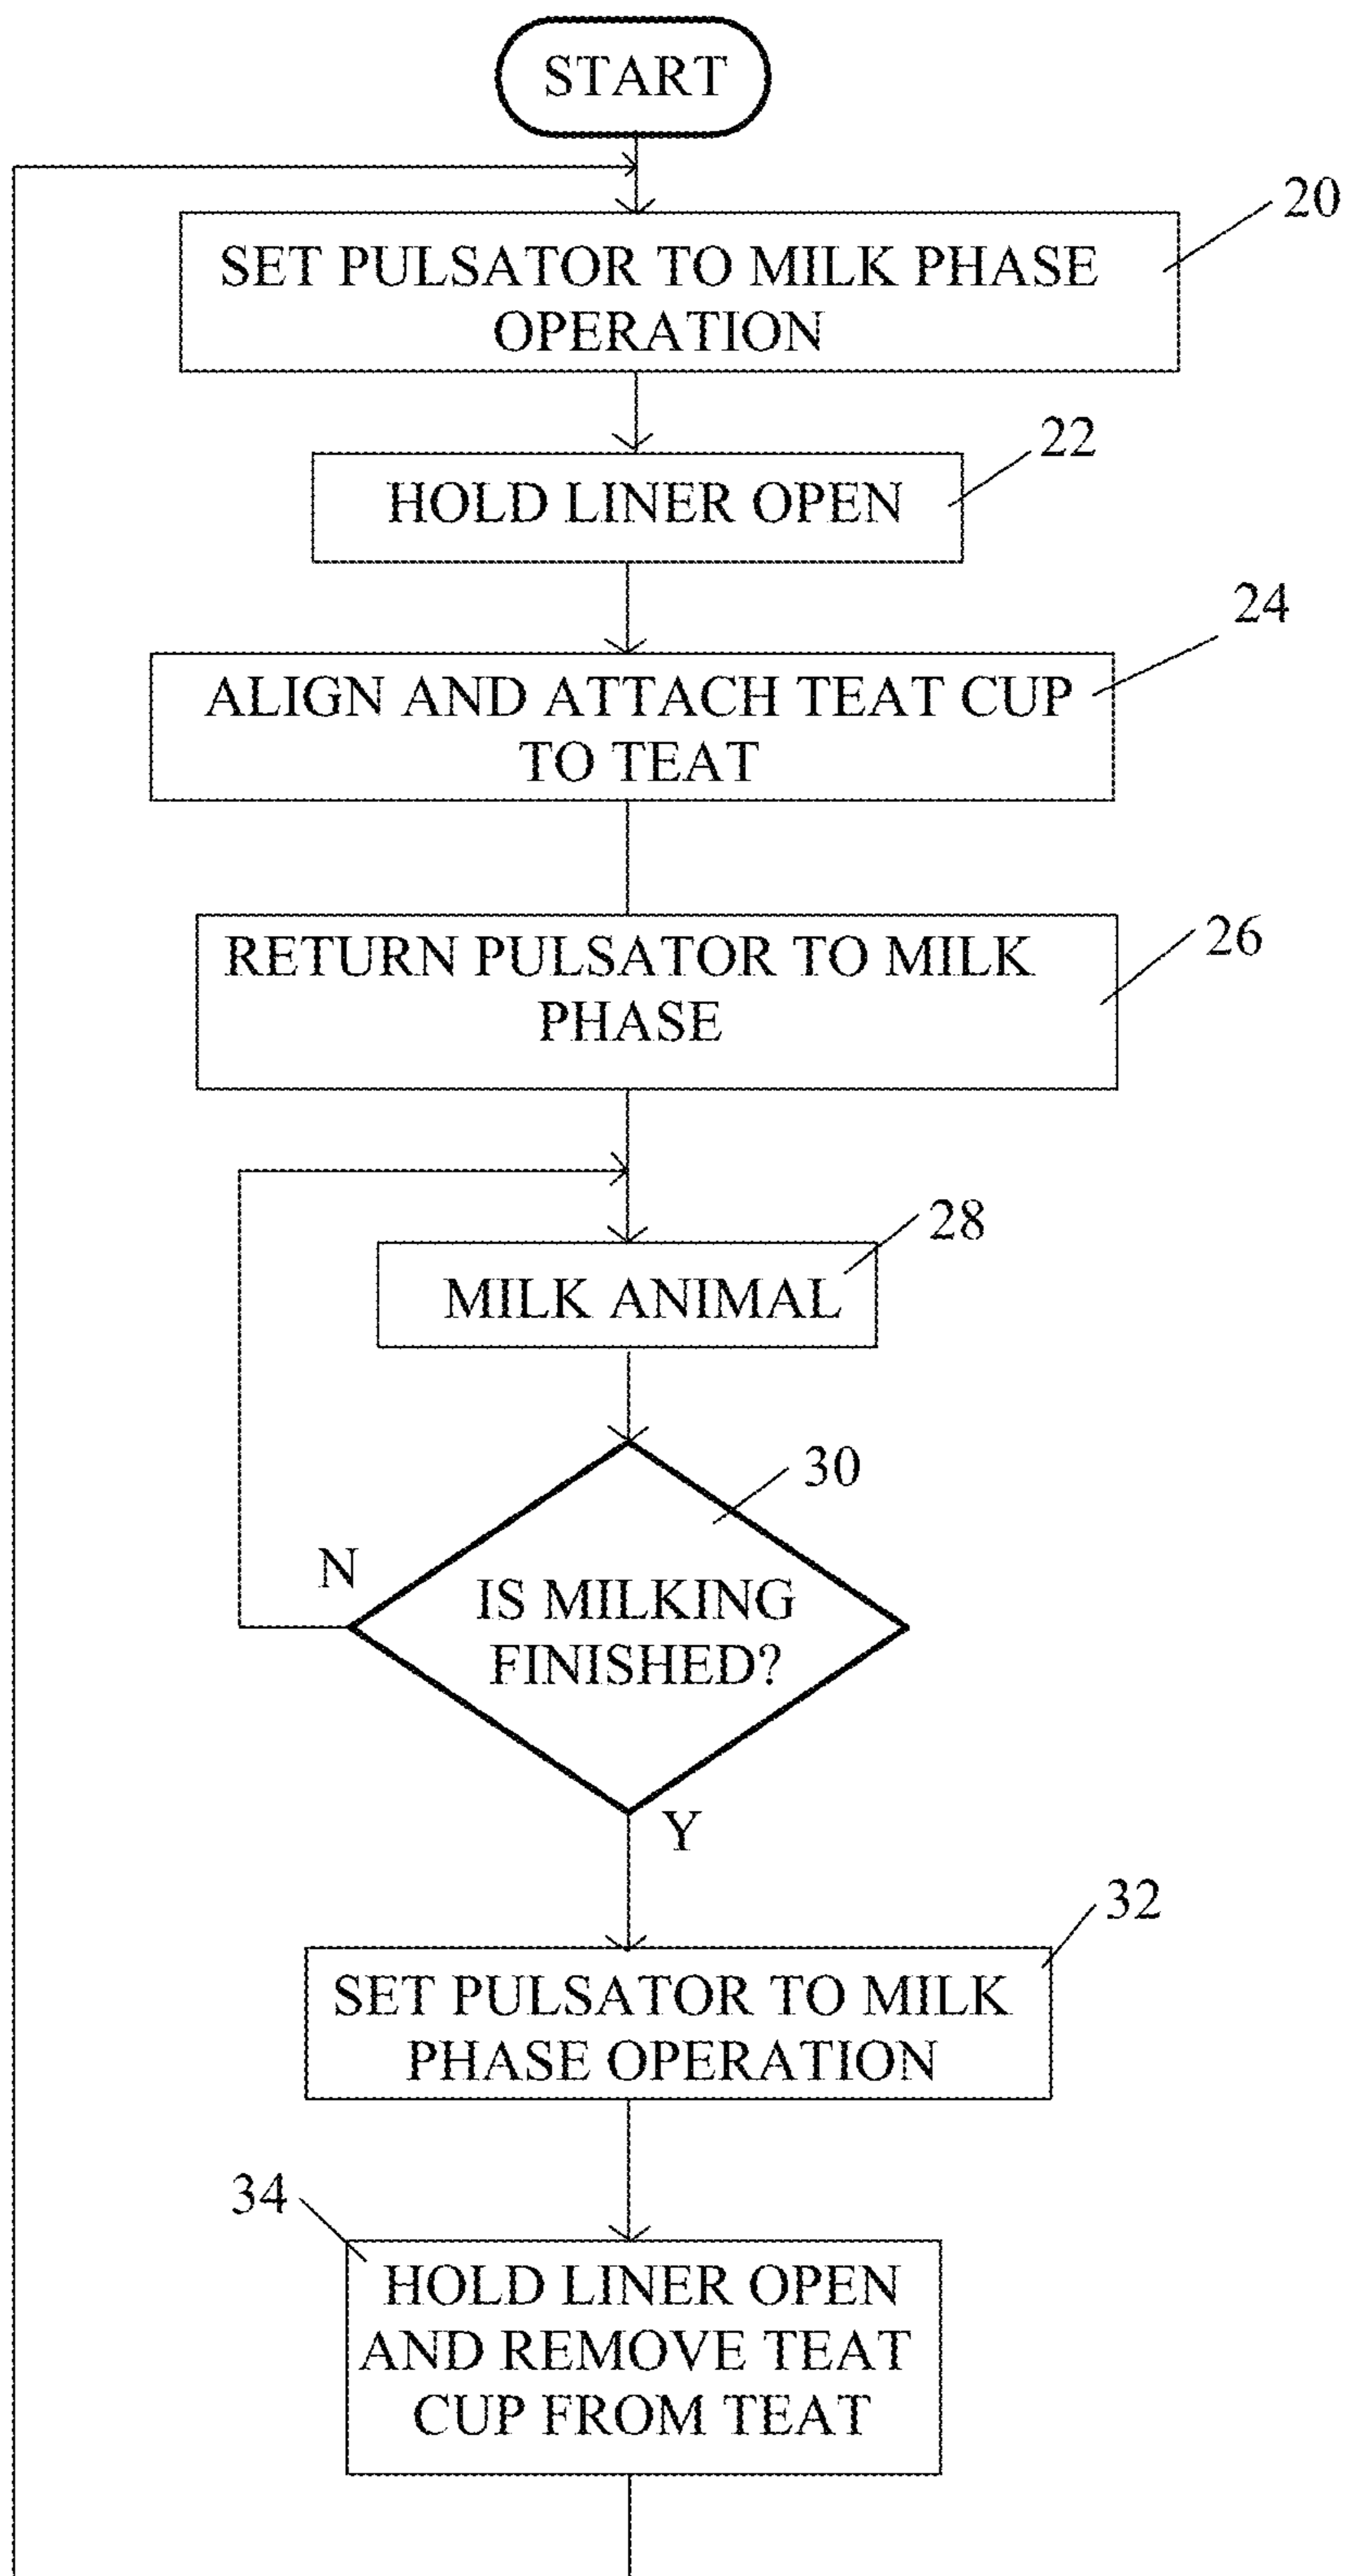 START
20
SET PULSATOR TO MILK PHASE
OPERATION
22
HOLD LINER OPEN
24
ALIGN AND ATTACH TEAT CUP
TO TEAT
26
RETURN PULSATOR TO MILK
PHASE
28
MILK ANIMAL
30
N
IS MILKING
FINISHED?
Y
32
SET PULSATOR TO MILK
PHASE OPERATION
34
HOLD LINER OPEN
AND REMOVE TEAT
CUP FROM TEAT